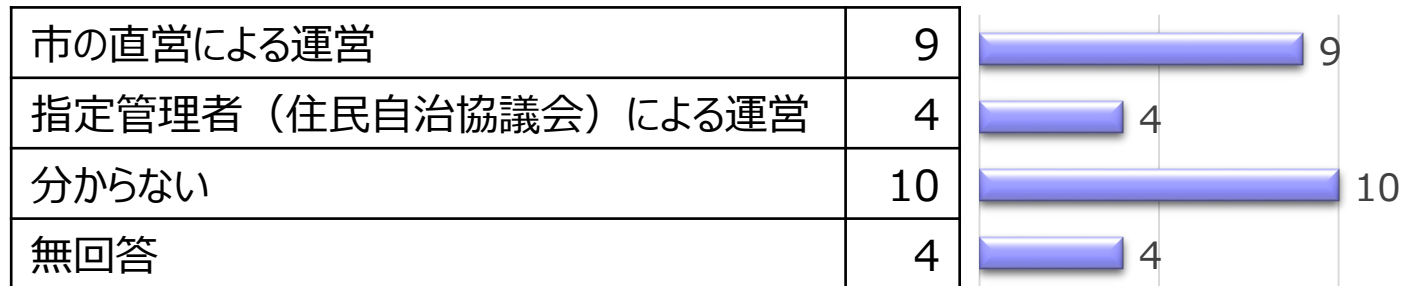 市の直営による運営 9 9
指定管理者（住民自治協議会）による運営 4 4
分からない 10 10
無回答 4 4